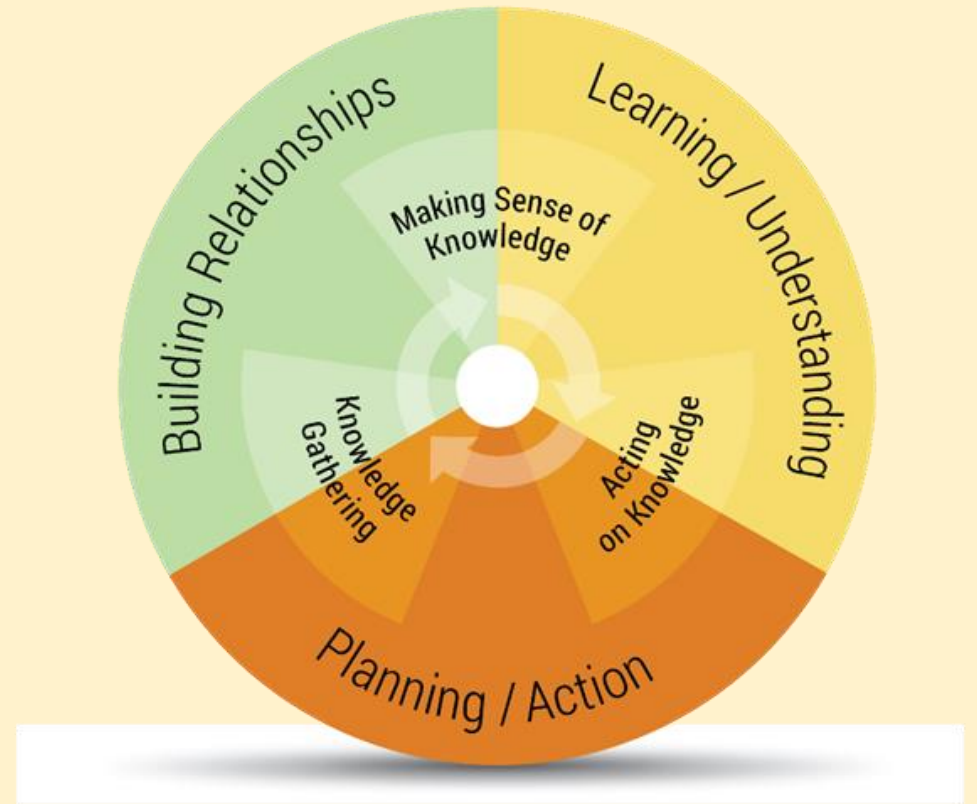 Building Relationships
Learning / Understanding
Making Sense of
Knowledge
Knowledge
Gathering
Acting
on Knowledge
Planning / Action